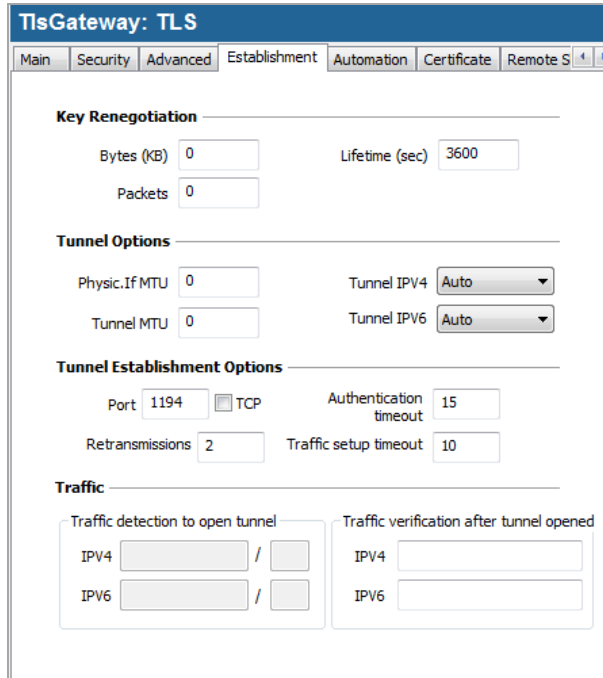 TlsGateway: TLS
Main Security Advanced Establishment Automation Certificate Remote S
Key Renegotiation
Bytes (KB) 0 Lifetime (sec) 3600
Packets 0
Tunnel Options
Physic.If MTU 0 Tunnel IPV4 Auto
Tunnel MTU 0 Tunnel IPV6 Auto
Tunnel Establishment Options
Port 1194 TCP Authentication timeout 15
Retransmissions 2 Traffic setup timeout 10
Traffic
Traffic detection to open tunnel Traffic verification after tunnel opened
IPV4 / IPV4
IPV6 / IPV6